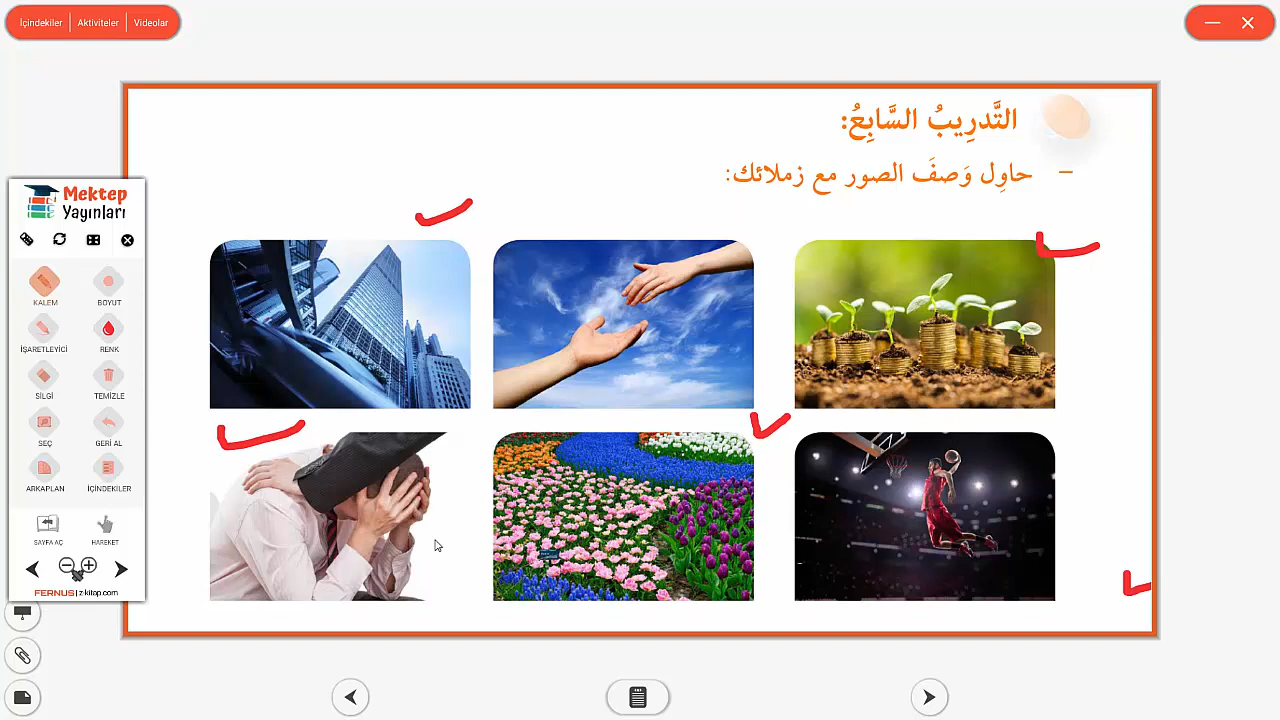 İçindekiler
Aktiviteler
Videolar
التَّدرِيبُ السَّابِعُ:
– حاوِل وَصفَ الصور مع زملائك:
Mektep
Yayınları
KALEM
BOYUT
İŞARETLEYİCİ
RENK
SİLGİ
TEMİZLE
SEÇ
GERİ AL
ARKAPLAN
İÇİNDEKİLER
SAYFA AÇ
HAREKET
FERNUS | z-kitap.com